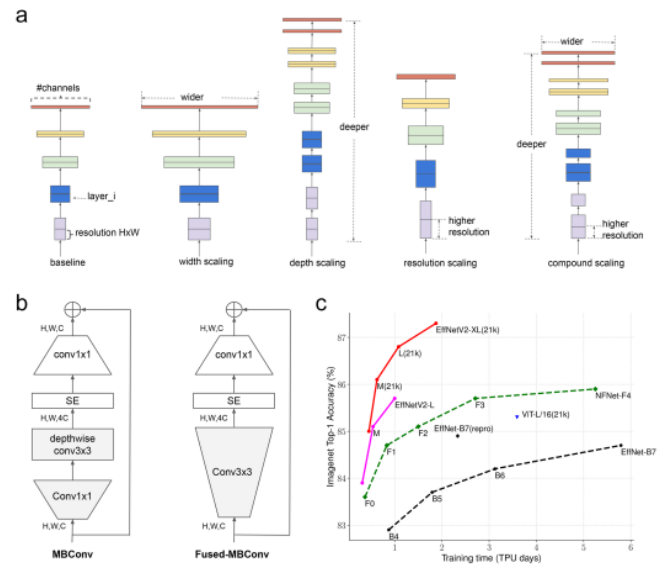 a
#channels
wider
deeper
wider
deeper
layer_i
resolution HxW
higher
resolution
higher
resolution
baseline
width scaling
depth scaling
resolution scaling
compound scaling
b
H,W,C
conv1x1
SE
H,W,4C
depthwise
conv3x3
Conv1x1
H,W,C
MBConv
H,W,C
conv1x1
SE
H,W,4C
Conv3x3
H,W,C
Fused-MBConv
c
Imagenet Top-1 Accuracy (%)
87
86
85
84
83
EffNetV2-XL(21k)
L(21k)
M(21k)
EffNetV2-L
M
F3
NFNet-F4
ViT-L/16(21k)
F2
EffNet-B7(repro)
F1
EffNet-B7
B6
F0
B5
B4
1
2
3
4
5
6
Training time (TPU days)